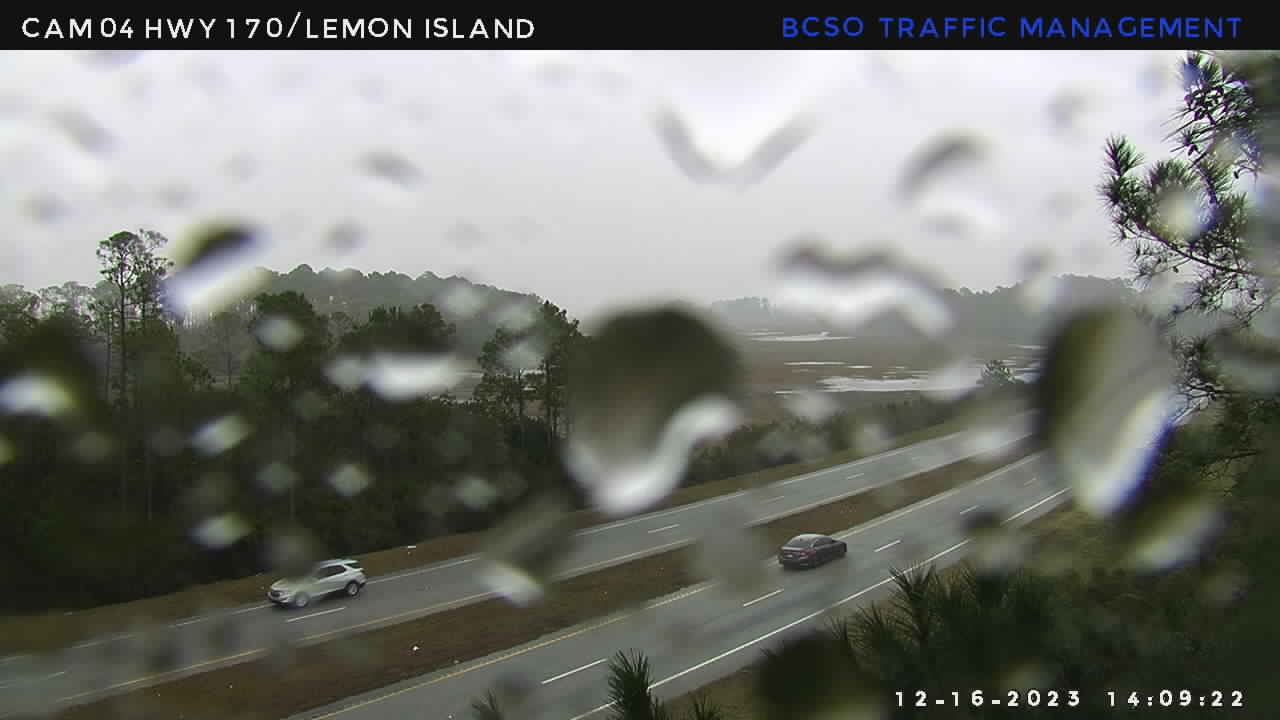 CAM04 HWY170/LEMON ISLAND
BCSO TRAFFIC MANAGEMENT
12-16-2023 14:09:22